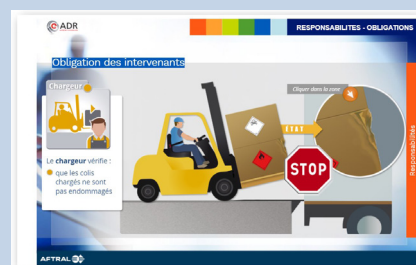 ADR
RESPONSABILITES - OBLIGATIONS
Obligation des intervenants
Chargeur
Cliquer dans la zone
ETAT
STOP
Le chargeur vérifie :
que les colis
chargés ne sont
pas endommagés
Responsabilités
AFTRAL